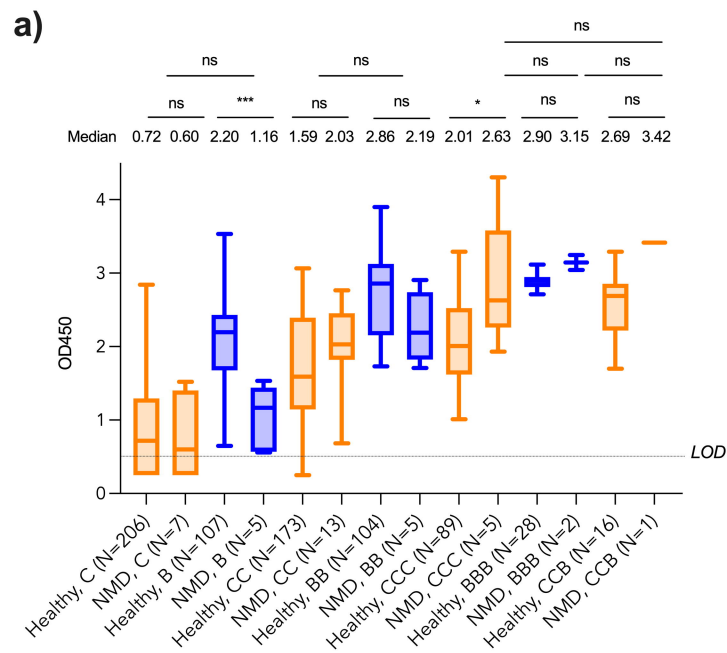 a)
ns
ns ns ns ns
ns *** ns ns * ns ns
Median 0.72 0.60 2.20 1.16 1.59 2.03 2.86 2.19 2.01 2.63 2.90 3.15 2.69 3.42
4
3
2
1
0
OD450
LOD
Healthy, C (N=206)
NMD, C (N=7)
Healthy, B (N=107)
NMD, B (N=5)
Healthy, CC (N=173)
NMD, CC (N=13)
Healthy, BB (N=104)
NMD, BB (N=5)
Healthy, CCC (N=89)
NMD, CCC (N=5)
Healthy, BBB (N=28)
NMD, BBB (N=2)
Healthy, CCB (N=16)
NMD, CCB (N=1)